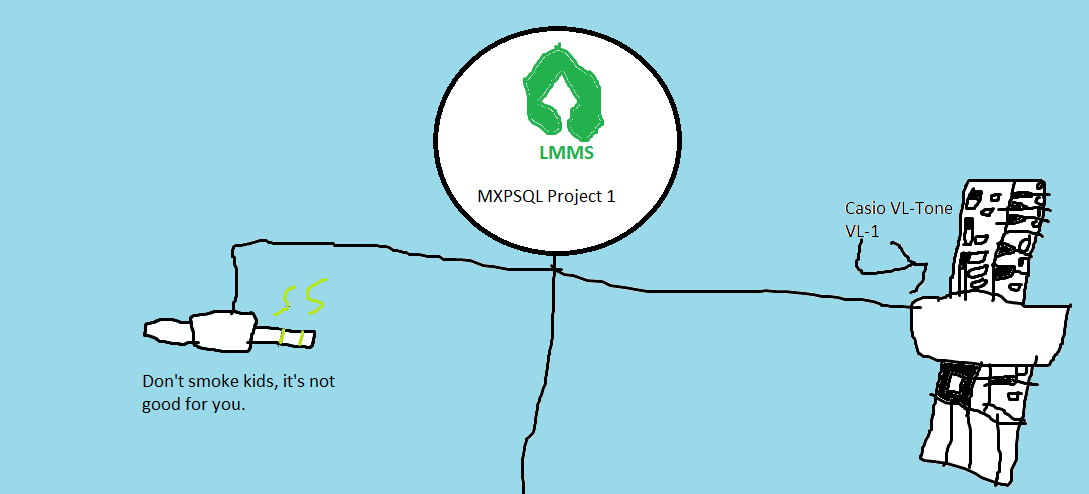 LMMS
MXPSQL Project 1
Casio VL-Tone
VL-1
Don't smoke kids, it's not
good for you.